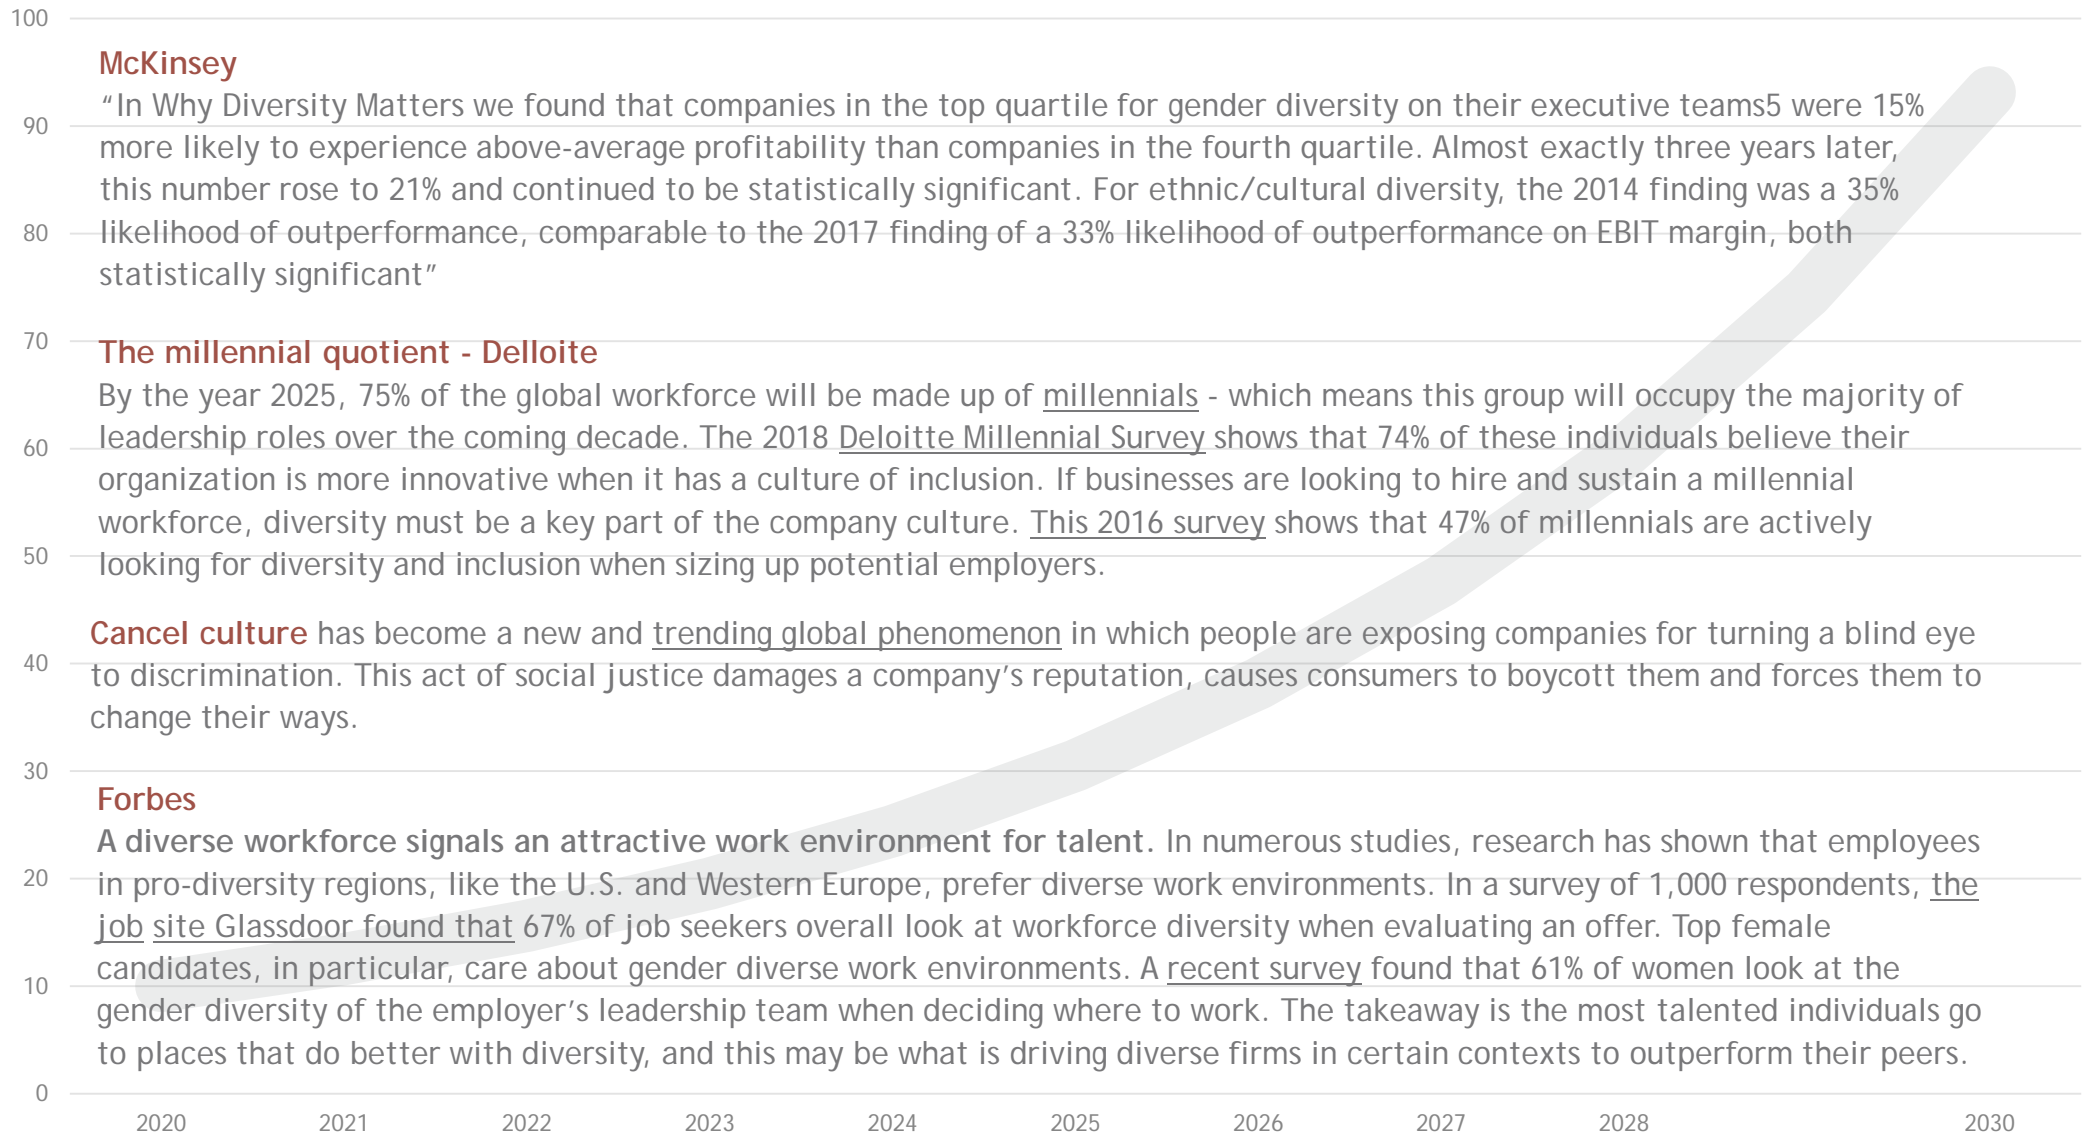 100
McKinsey
“In Why Diversity Matters we found that companies in the top quartile for gender diversity on their executive teams5 were 15%
90
more likely to experience above-average profitability than companies in the fourth quartile. Almost exactly three years later,
this number rose to 21% and continued to be statistically significant. For ethnic/cultural diversity, the 2014 finding was a 35%
80
likelihood of outperformance, comparable to the 2017 finding of a 33% likelihood of outperformance on EBIT margin, both
statistically significant”
70
The millennial quotient - Delloite
By the year 2025, 75% of the global workforce will be made up of millennials - which means this group will occupy the majority of
60
leadership roles over the coming decade. The 2018 Deloitte Millennial Survey shows that 74% of these individuals believe their
organization is more innovative when it has a culture of inclusion. If businesses are looking to hire and sustain a millennial
workforce, diversity must be a key part of the company culture. This 2016 survey shows that 47% of millennials are actively
50
looking for diversity and inclusion when sizing up potential employers.
Cancel culture has become a new and trending global phenomenon in which people are exposing companies for turning a blind eye
40
to discrimination. This act of social justice damages a company’s reputation, causes consumers to boycott them and forces them to
change their ways.
30
Forbes
A diverse workforce signals an attractive work environment for talent. In numerous studies, research has shown that employees
20
in pro-diversity regions, like the U.S. and Western Europe, prefer diverse work environments. In a survey of 1,000 respondents, the
job site Glassdoor found that 67% of job seekers overall look at workforce diversity when evaluating an offer. Top female
candidates, in particular, care about gender diverse work environments. A recent survey found that 61% of women look at the
10
gender diversity of the employer’s leadership team when deciding where to work. The takeaway is the most talented individuals go
to places that do better with diversity, and this may be what is driving diverse firms in certain contexts to outperform their peers.
0
2020 2021 2022 2023 2024 2025 2026 2027 2028 2030